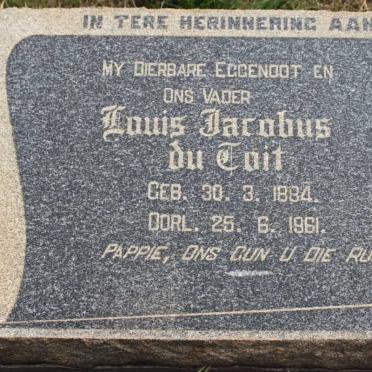 IN TERE HERINNERING AAN
MY DIERBARE EGGENOOT EN
ONS VADER
Louis Jacobus
du Toit
GEB. 30. 3. 1884.
OORL. 25. 6. 1961.
PAPPIE, ONS GUN U DIE RU